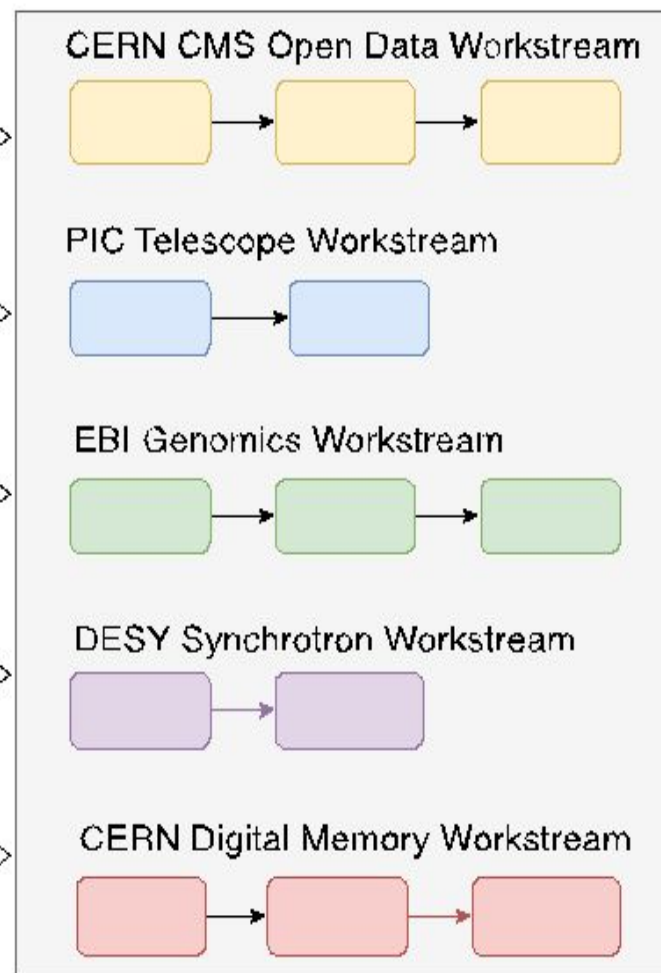 CERN CMS Open Data Workstream
PIC Telescope Workstream
EBI Genomics Workstream
DESY Synchrotron Workstream
CERN Digital Memory Workstream